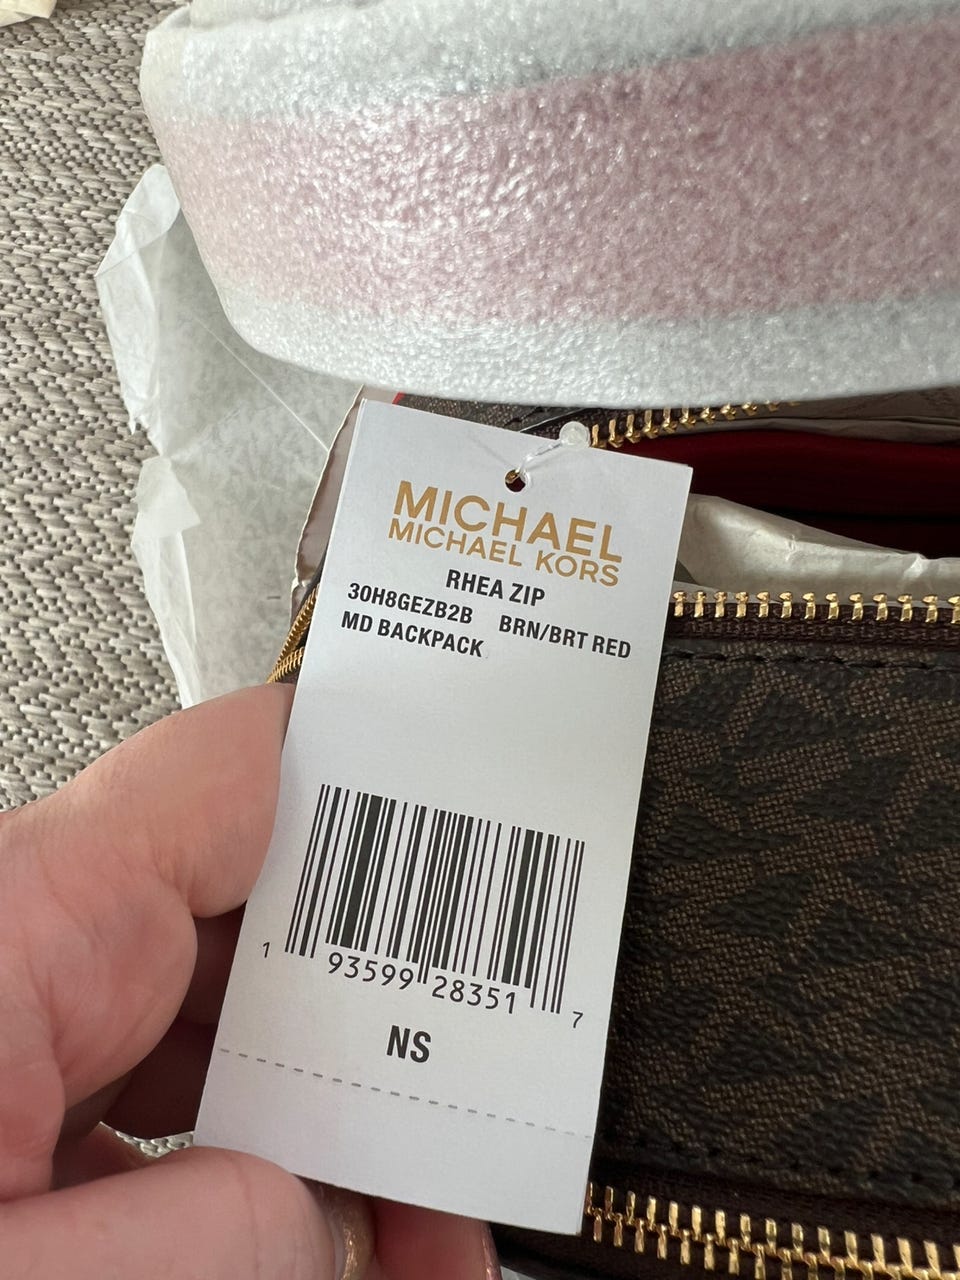 MICHAEL
MICHAEL KORS
RHEA ZIP
30H8GEZB2B BRN/BRT RED
MD BACKPACK
1 93599 28351 7
NS